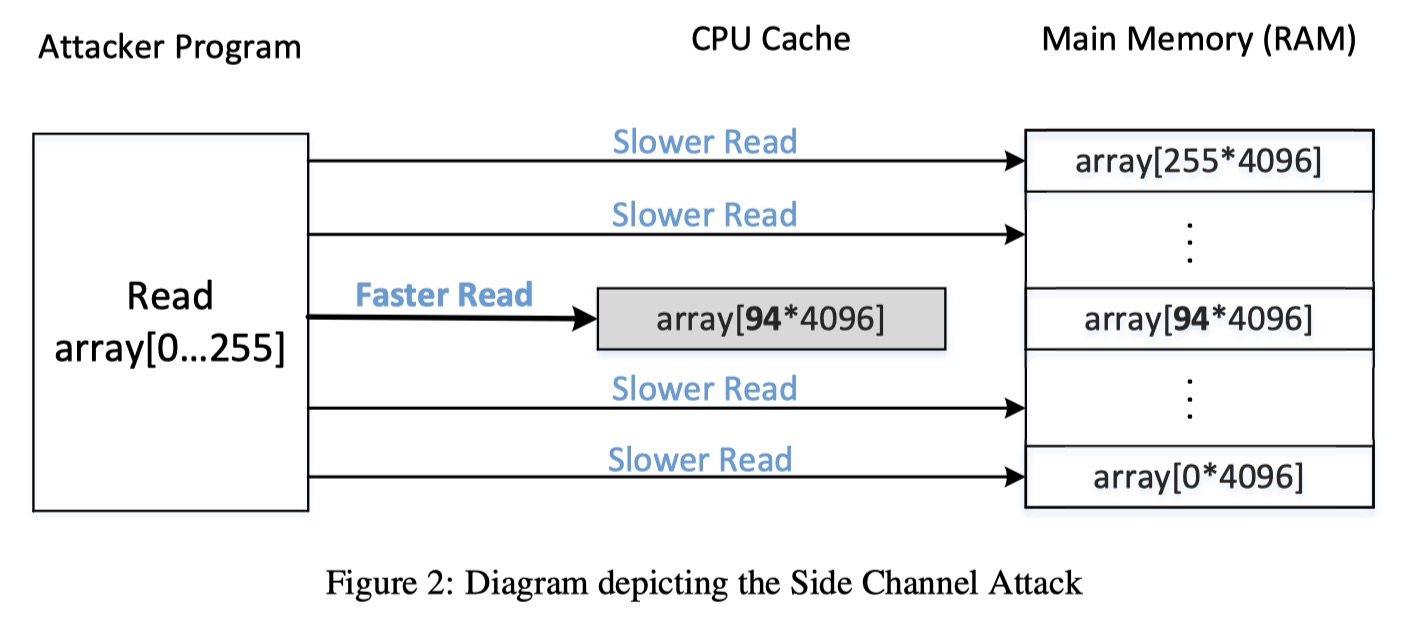 Attacker Program
CPU Cache
Main Memory (RAM)
Slower Read
array[255*4096]
Slower Read
⋮
Read
array[0...255]
Faster Read
array[94*4096]
array[94*4096]
Slower Read
⋮
Slower Read
array[0*4096]
Figure 2: Diagram depicting the Side Channel Attack